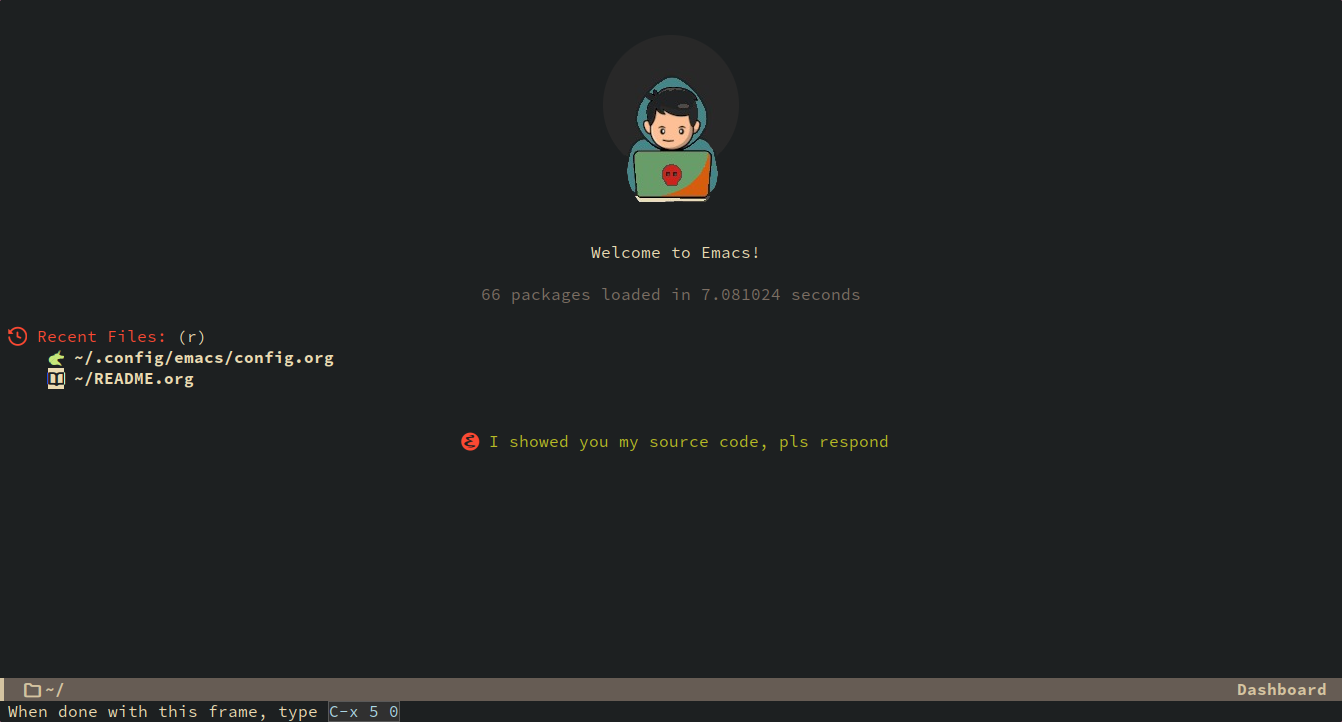 Welcome to Emacs!
66 packages loaded in 7.081024 seconds
Recent Files: (r)
~/.config/emacs/config.org
~/README.org
I showed you my source code, pls respond
~/ Dashboard
When done with this frame, type C-x 5 0